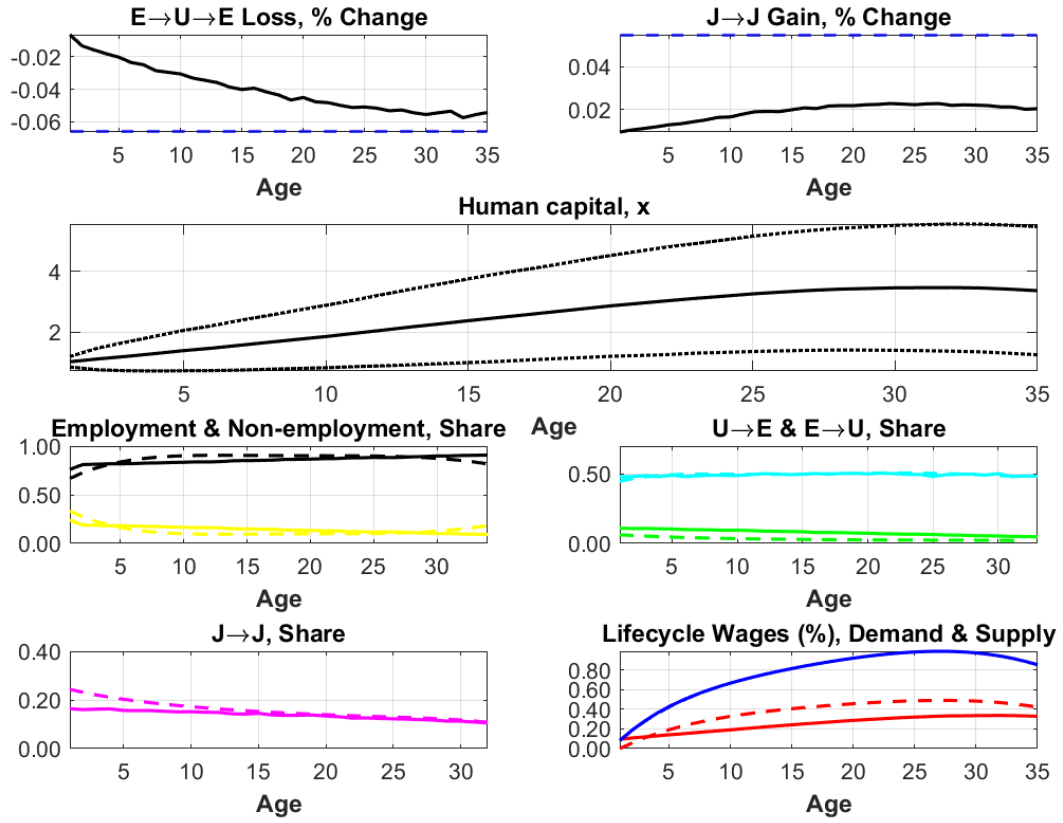 E→U→E Loss, % Change
-0.02
-0.04
-0.06
5 10 15 20 25 30 35
Age
J→J Gain, % Change
0.04
0.02
5 10 15 20 25 30 35
Age
Human capital, x
4
2
5 10 15 20 25 30 35
Age
Employment & Non-employment, Share
1.00
0.50
0.00
5 10 15 20 25 30
Age
U→E & E→U, Share
0.50
0.00
5 10 15 20 25 30
Age
J→J, Share
0.40
0.20
0.00
5 10 15 20 25 30
Age
Lifecycle Wages (%), Demand & Supply
0.80
0.60
0.40
0.20
0.00
5 10 15 20 25 30 35
Age